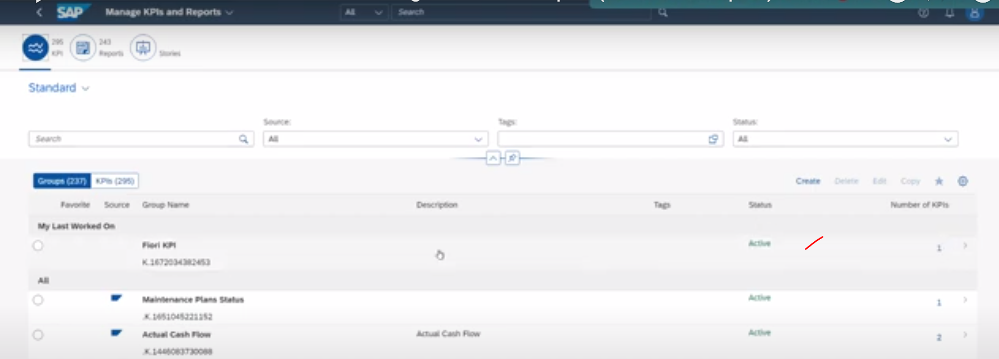 SAP Manage KPIs and Reports All Search
295 KPI
243 Reports
Stories
Standard
Source: Tags: Status:
Search All All
Groups (237) KPIs (295) Create Delete Edit Copy
Favorite Source Group Name Description Tags Status Number of KPIs
My Last Worked On
Fiori KPI Active 1
K.1672034382453
All
Maintenance Plans Status Active 1
.K.1651045221152
Actual Cash Flow Actual Cash Flow Active 2
.K.1446083730088